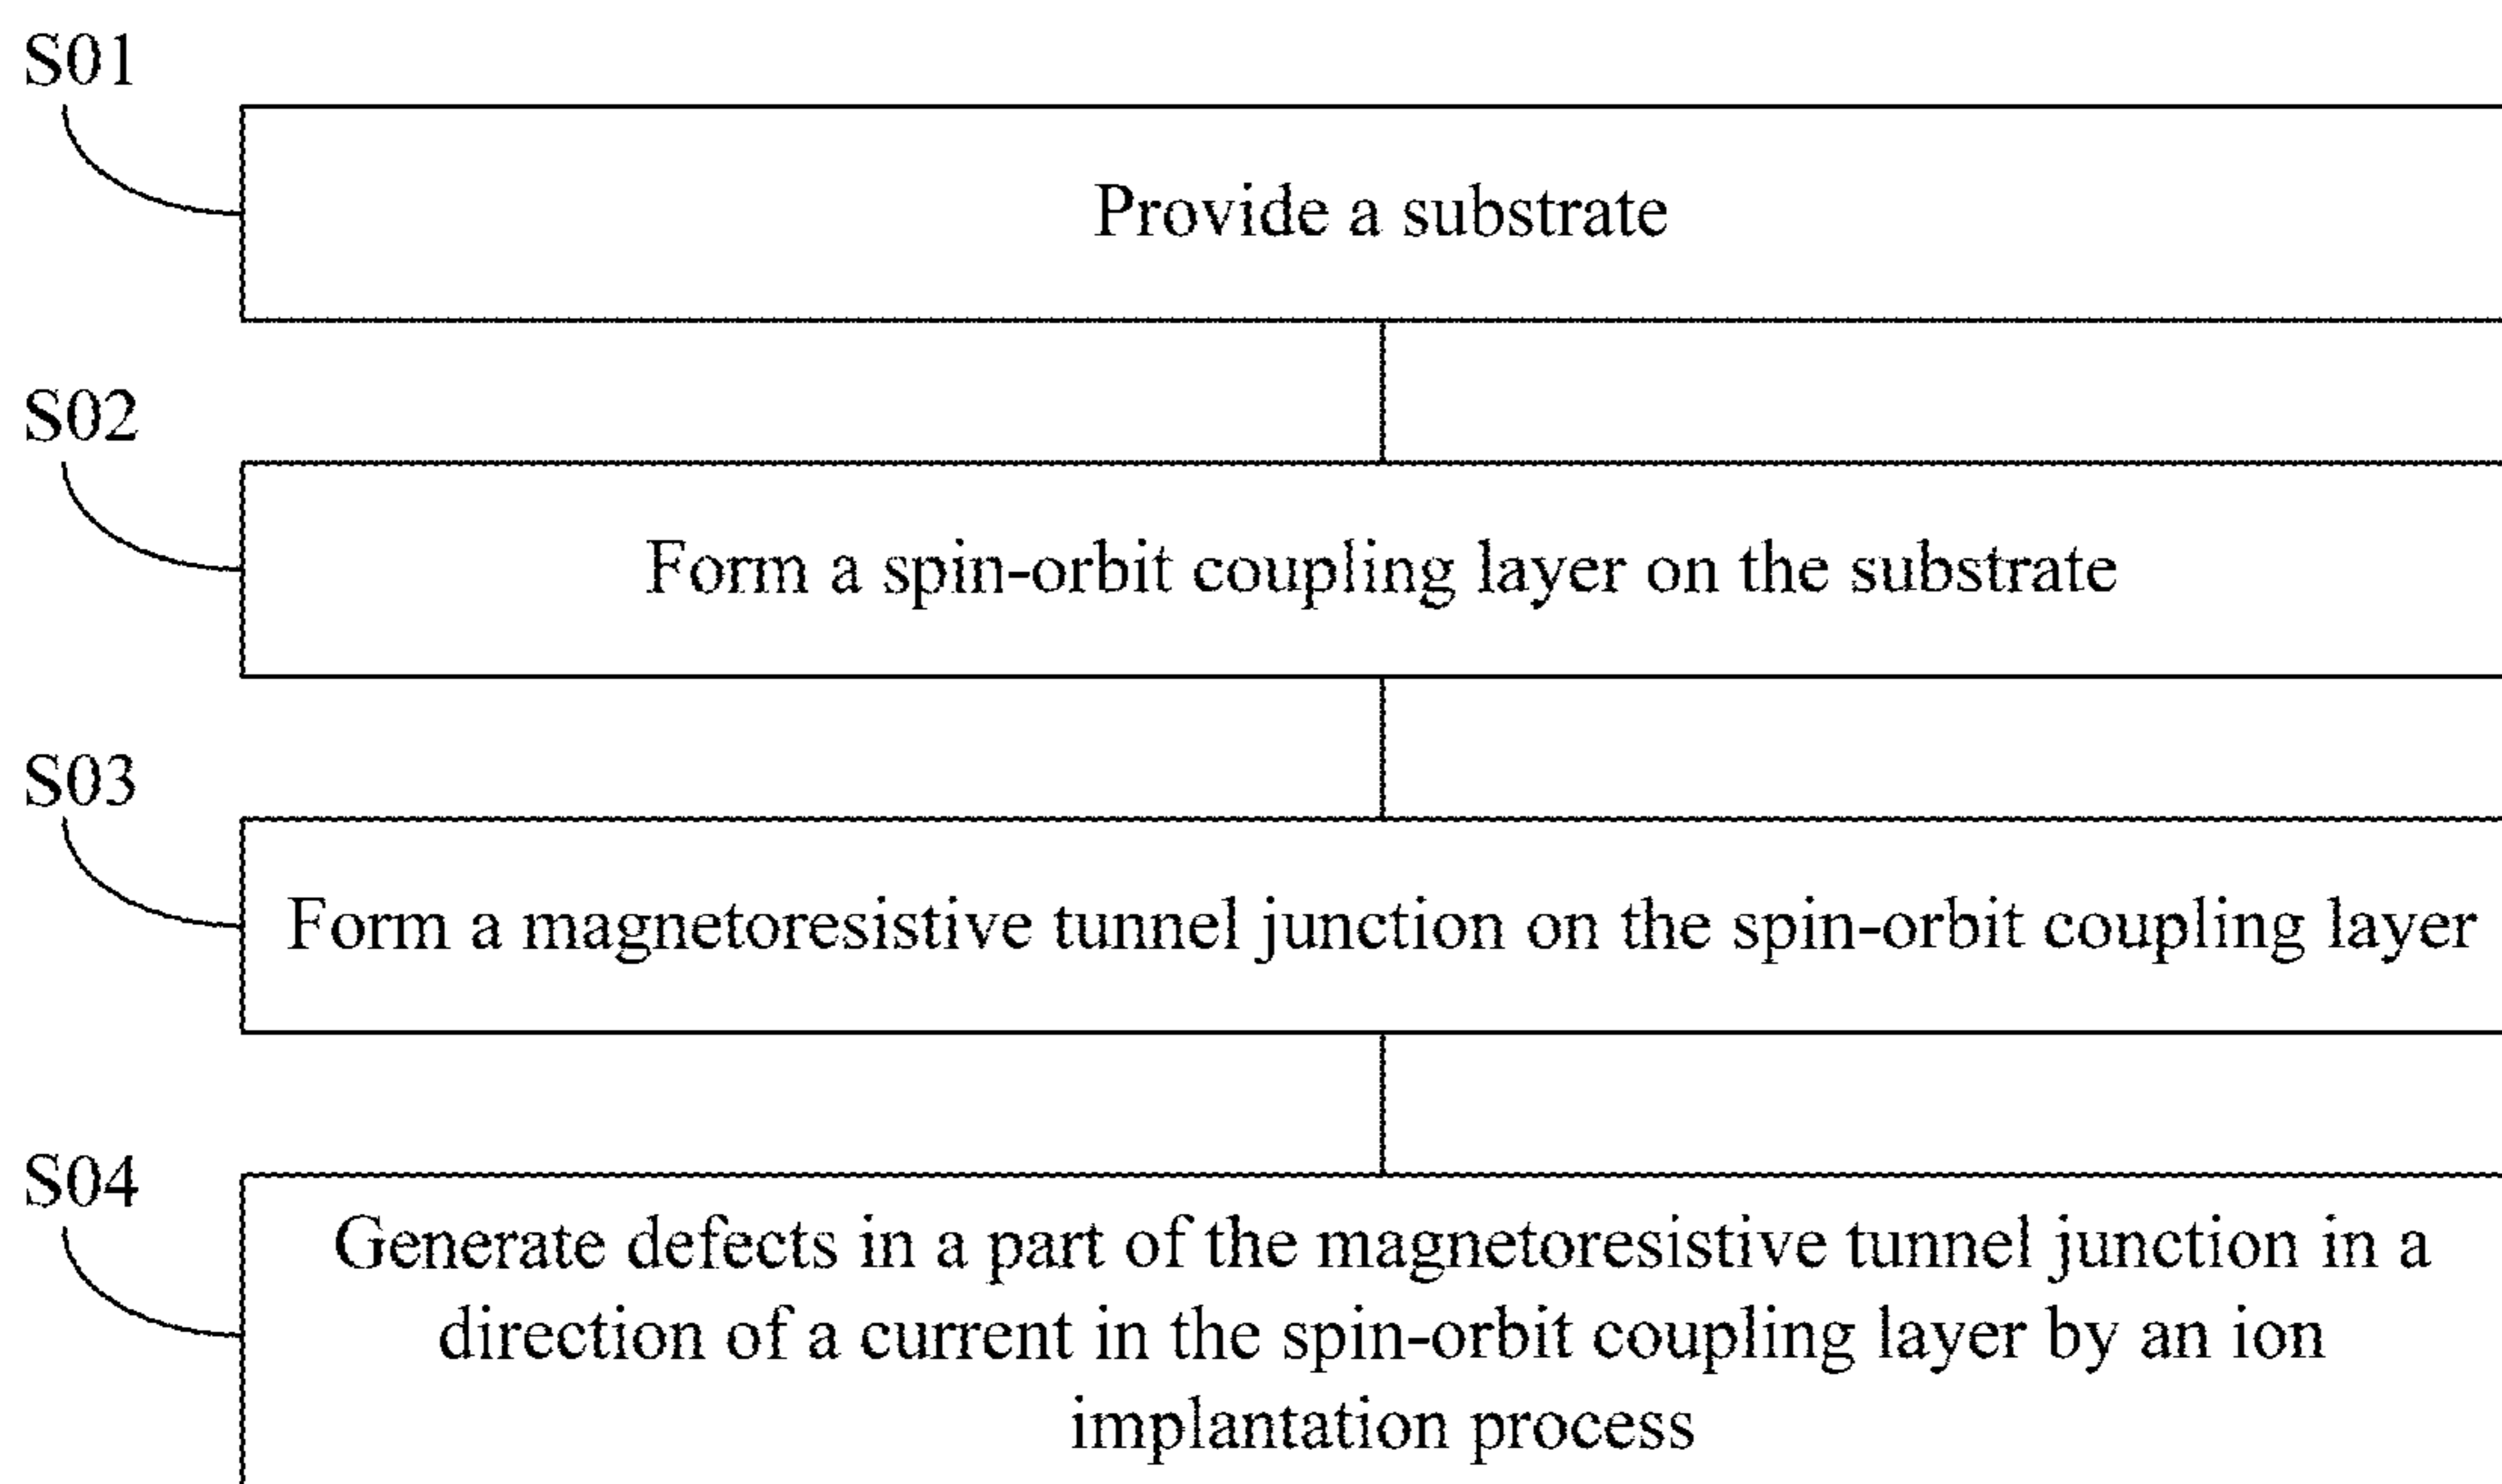 S01
Provide a substrate
S02
Form a spin-orbit coupling layer on the substrate
S03
Form a magnetoresistive tunnel junction on the spin-orbit coupling layer
S04
Generate defects in a part of the magnetoresistive tunnel junction in a
direction of a current in the spin-orbit coupling layer by an ion
implantation process